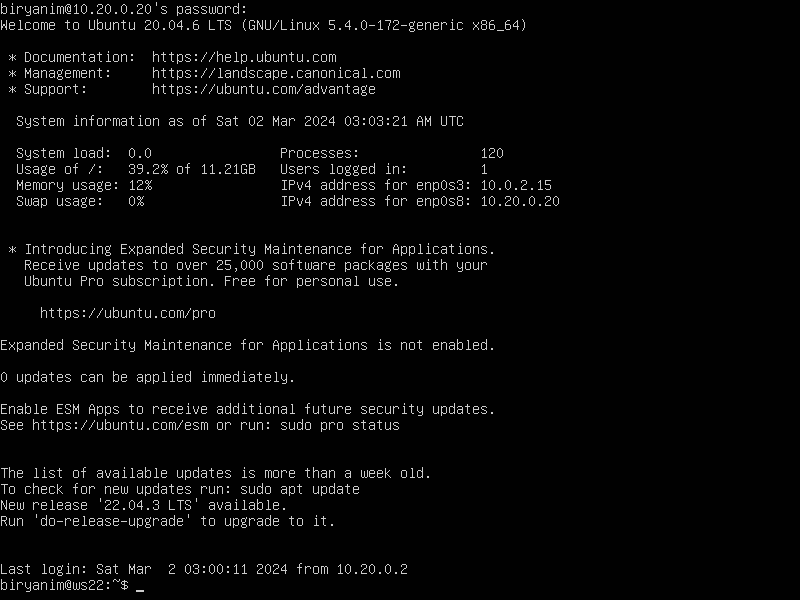 biryanim@10.20.0.20's password:
Welcome to Ubuntu 20.04.6 LTS (GNU/Linux 5.4.0-172-generic x86_64)
* Documentation:  https://help.ubuntu.com
* Management:     https://landscape.canonical.com
* Support:        https://ubuntu.com/advantage
System information as of Sat 02 Mar 2024 03:03:21 AM UTC
System load:  0.0                Processes:               120
Usage of /:   39.2% of 11.21GB   Users logged in:         1
Memory usage: 12%                IPv4 address for enp0s3: 10.0.2.15
Swap usage:   0%                 IPv4 address for enp0s8: 10.20.0.20
* Introducing Expanded Security Maintenance for Applications.
Receive updates to over 25,000 software packages with your
Ubuntu Pro subscription. Free for personal use.
https://ubuntu.com/pro
Expanded Security Maintenance for Applications is not enabled.
0 updates can be applied immediately.
Enable ESM Apps to receive additional future security updates.
See https://ubuntu.com/esm or run: sudo pro status
The list of available updates is more than a week old.
To check for new updates run: sudo apt update
New release '22.04.3 LTS' available.
Run 'do-release-upgrade' to upgrade to it.
Last login: Sat Mar  2 03:00:11 2024 from 10.20.0.2
biryanim@ws22:~$ _